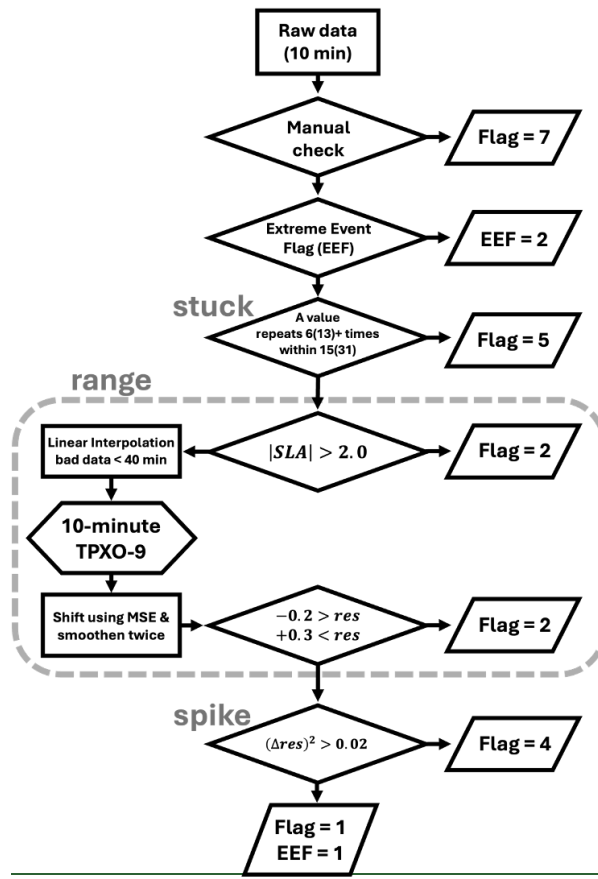 Raw data
(10 min)
Manual
check
Flag = 7
Extreme Event
Flag (EEF)
EEF = 2
stuck
A value
repeats 6(13)+ times
within 15(31)
Flag = 5
range
Linear Interpolation
bad data < 40 min
|SLA| > 2.0
Flag = 2
10-minute
TPXO-9
Shift using MSE &
smoothen twice
−0.2 > res
+0.3 < res
Flag = 2
spike
(Δres)² > 0.02
Flag = 4
Flag = 1
EEF = 1